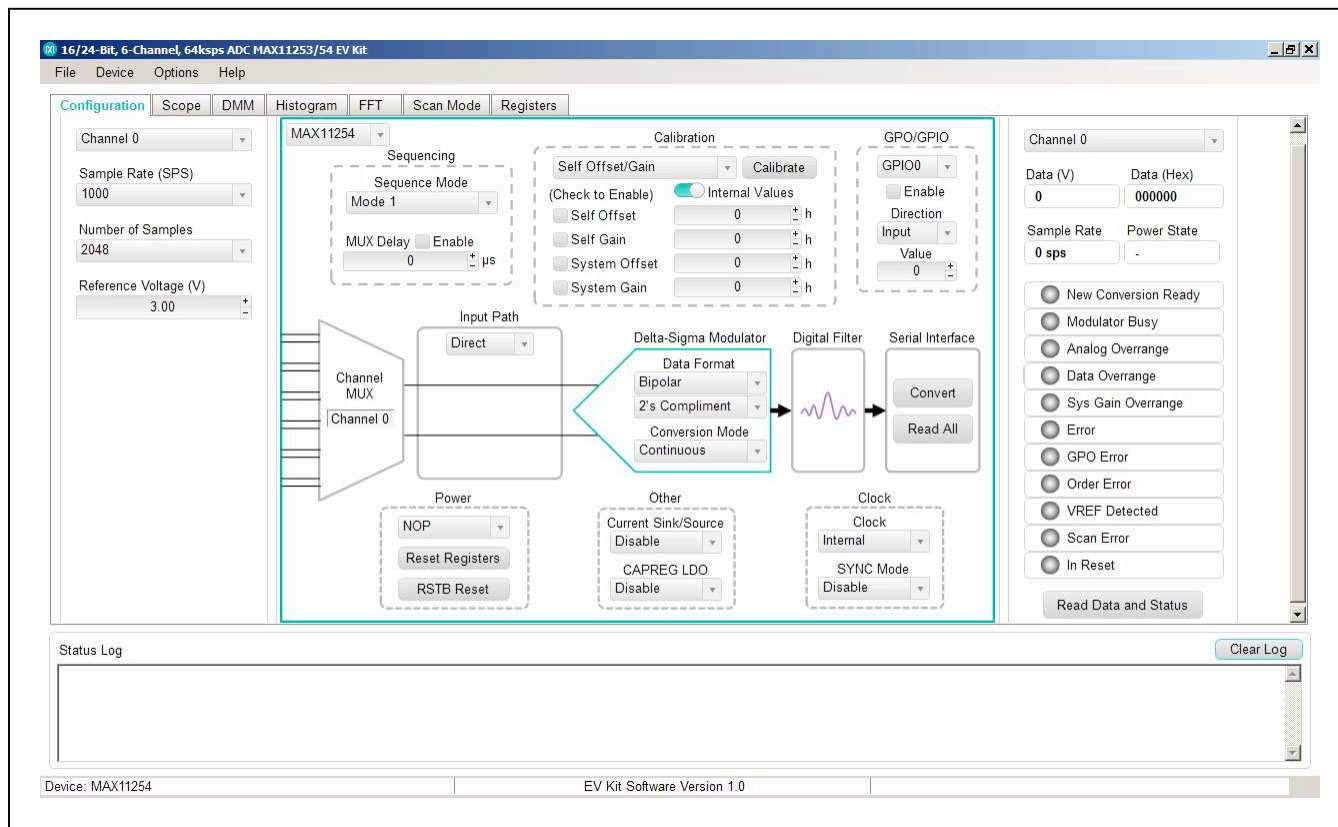 16/24-Bit, 6-Channel, 64ksps ADC MAX11253/54 EV Kit
File Device Options Help
Configuration Scope DMM Histogram FFT Scan Mode Registers
Channel 0
Sample Rate (SPS)
1000
Number of Samples
2048
Reference Voltage (V)
3.00
MAX11254
Sequencing
Sequence Mode
Mode 1
MUX Delay Enable
0 µs
Calibration
Self Offset/Gain Calibrate
(Check to Enable) Internal Values
Self Offset 0 h
Self Gain 0 h
System Offset 0 h
System Gain 0 h
GPO/GPIO
GPIO0
Enable
Direction
Input
Value
0
Channel
MUX
Channel 0
Input Path
Direct
Delta-Sigma Modulator
Data Format
Bipolar
2's Compliment
Conversion Mode
Continuous
Digital Filter
Serial Interface
Convert
Read All
Power
NOP
Reset Registers
RSTB Reset
Other
Current Sink/Source
Disable
CAPREG LDO
Disable
Clock
Clock
Internal
SYNC Mode
Disable
Channel 0
Data (V) Data (Hex)
0 000000
Sample Rate Power State
0 sps -
New Conversion Ready
Modulator Busy
Analog Overrange
Data Overrange
Sys Gain Overrange
Error
GPO Error
Order Error
VREF Detected
Scan Error
In Reset
Read Data and Status
Status Log
Clear Log
Device: MAX11254 EV Kit Software Version 1.0